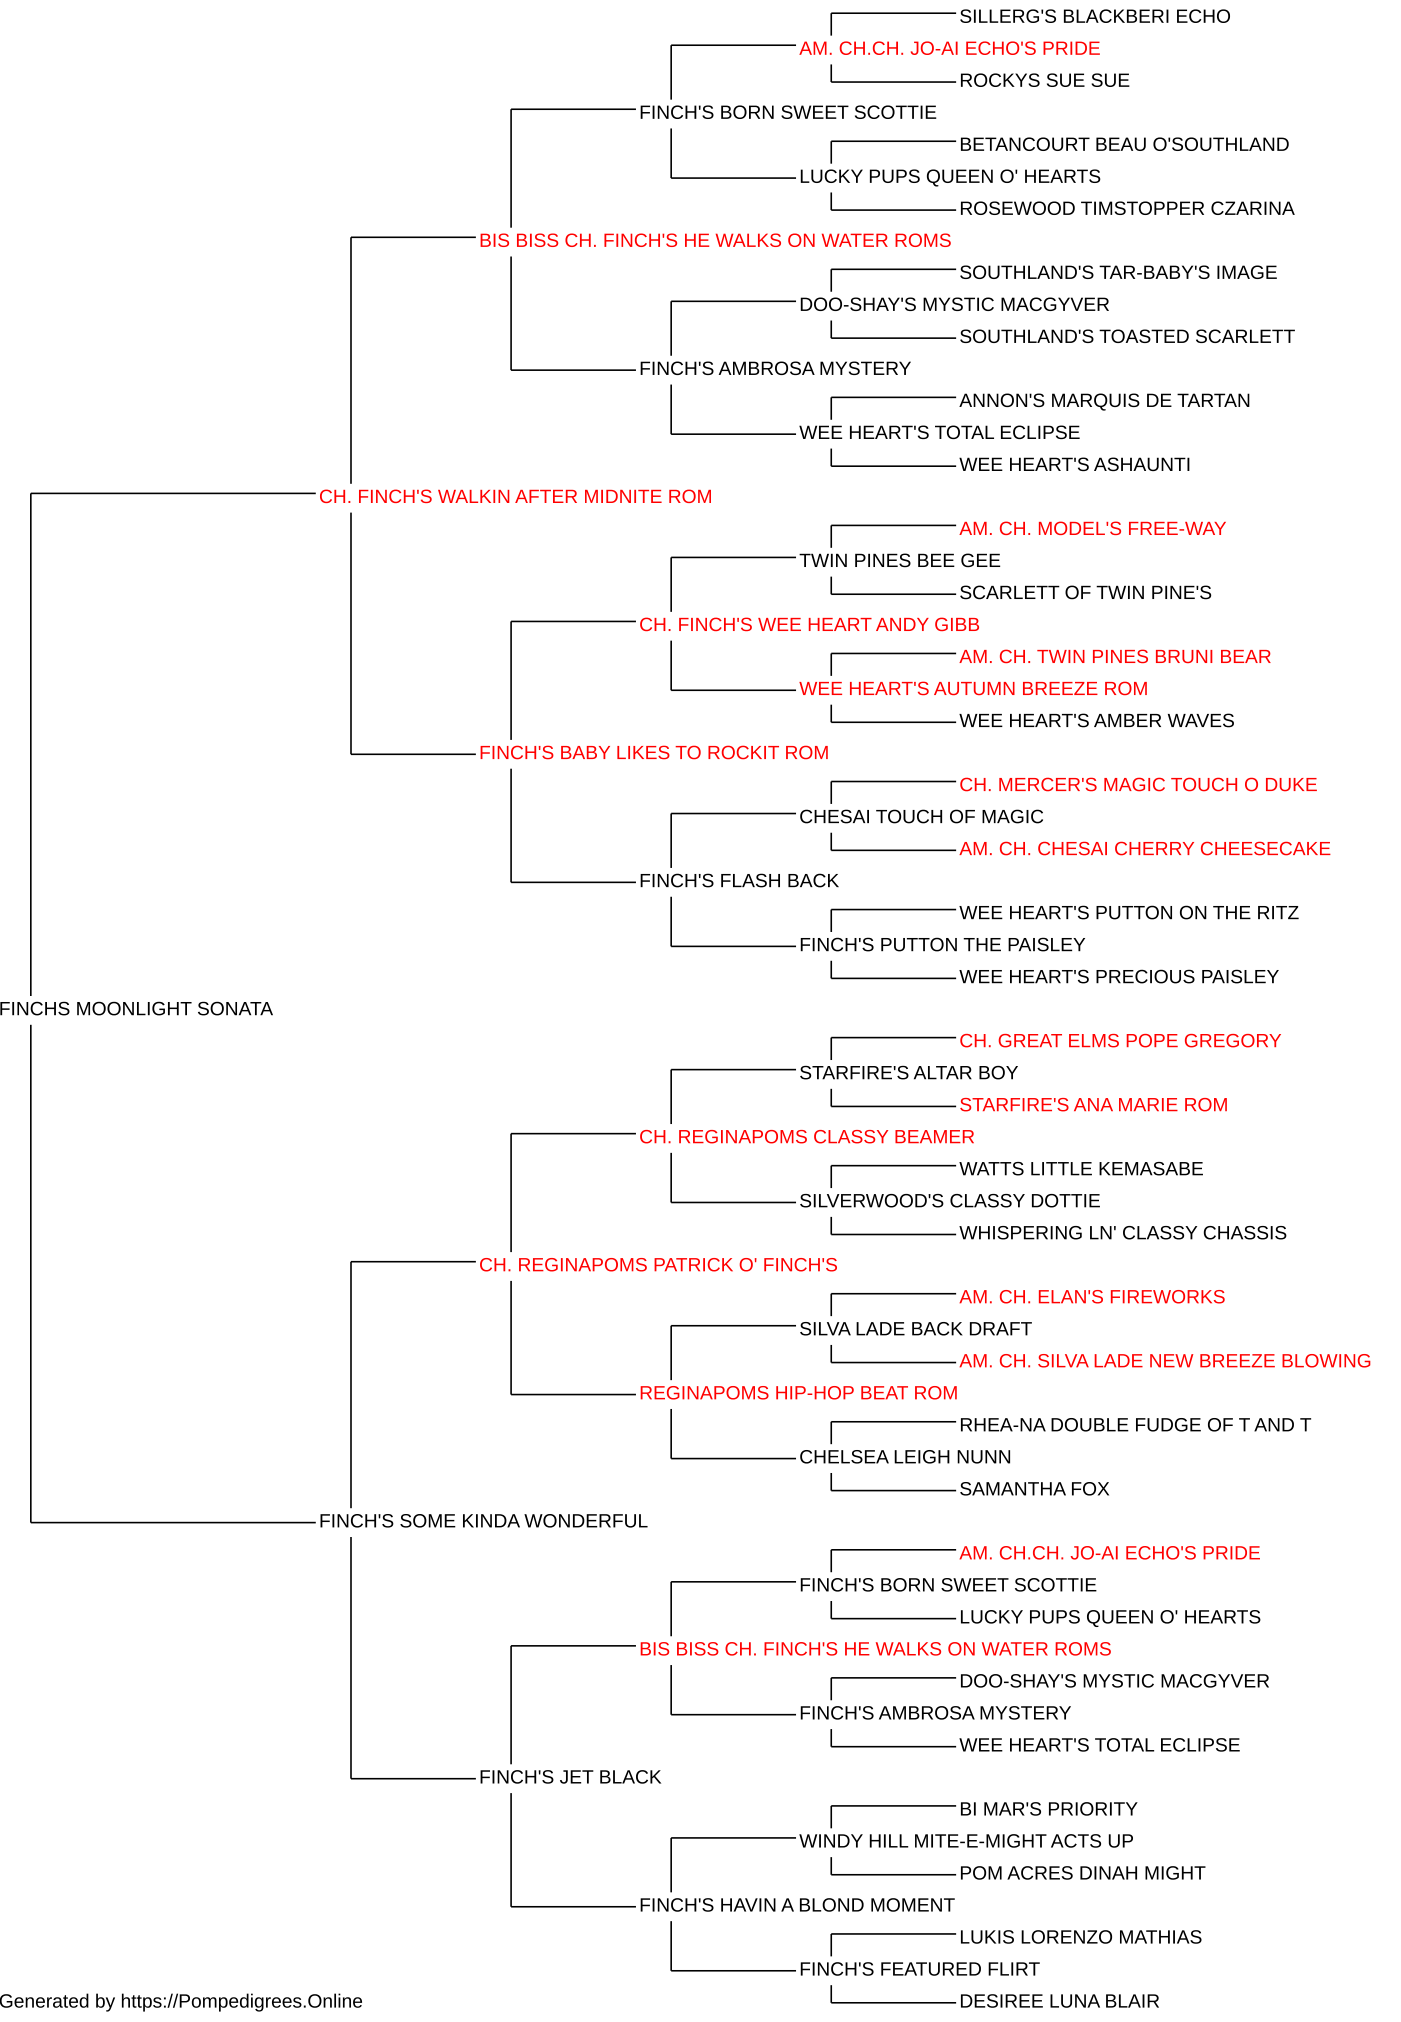 SILLERG'S BLACKBERI ECHO
AM. CH.CH. JO-AI ECHO'S PRIDE
ROCKYS SUE SUE
FINCH'S BORN SWEET SCOTTIE
BETANCOURT BEAU O'SOUTHLAND
LUCKY PUPS QUEEN O' HEARTS
ROSEWOOD TIMSTOPPER CZARINA
BIS BISS CH. FINCH'S HE WALKS ON WATER ROMS
SOUTHLAND'S TAR-BABY'S IMAGE
DOO-SHAY'S MYSTIC MACGYVER
SOUTHLAND'S TOASTED SCARLETT
FINCH'S AMBROSA MYSTERY
ANNON'S MARQUIS DE TARTAN
WEE HEART'S TOTAL ECLIPSE
WEE HEART'S ASHAUNTI
CH. FINCH'S WALKIN AFTER MIDNITE ROM
AM. CH. MODEL'S FREE-WAY
TWIN PINES BEE GEE
SCARLETT OF TWIN PINE'S
CH. FINCH'S WEE HEART ANDY GIBB
AM. CH. TWIN PINES BRUNI BEAR
WEE HEART'S AUTUMN BREEZE ROM
WEE HEART'S AMBER WAVES
FINCH'S BABY LIKES TO ROCKIT ROM
CH. MERCER'S MAGIC TOUCH O DUKE
CHESAI TOUCH OF MAGIC
AM. CH. CHESAI CHERRY CHEESECAKE
FINCH'S FLASH BACK
WEE HEART'S PUTTON ON THE RITZ
FINCH'S PUTTON THE PAISLEY
WEE HEART'S PRECIOUS PAISLEY
FINCHS MOONLIGHT SONATA
CH. GREAT ELMS POPE GREGORY
STARFIRE'S ALTAR BOY
STARFIRE'S ANA MARIE ROM
CH. REGINAPOMS CLASSY BEAMER
WATTS LITTLE KEMASABE
SILVERWOOD'S CLASSY DOTTIE
WHISPERING LN' CLASSY CHASSIS
CH. REGINAPOMS PATRICK O' FINCH'S
AM. CH. ELAN'S FIREWORKS
SILVA LADE BACK DRAFT
AM. CH. SILVA LADE NEW BREEZE BLOWING
REGINAPOMS HIP-HOP BEAT ROM
RHEA-NA DOUBLE FUDGE OF T AND T
CHELSEA LEIGH NUNN
SAMANTHA FOX
FINCH'S SOME KINDA WONDERFUL
AM. CH.CH. JO-AI ECHO'S PRIDE
FINCH'S BORN SWEET SCOTTIE
LUCKY PUPS QUEEN O' HEARTS
BIS BISS CH. FINCH'S HE WALKS ON WATER ROMS
DOO-SHAY'S MYSTIC MACGYVER
FINCH'S AMBROSA MYSTERY
WEE HEART'S TOTAL ECLIPSE
FINCH'S JET BLACK
BI MAR'S PRIORITY
WINDY HILL MITE-E-MIGHT ACTS UP
POM ACRES DINAH MIGHT
FINCH'S HAVIN A BLOND MOMENT
LUKIS LORENZO MATHIAS
FINCH'S FEATURED FLIRT
DESIREE LUNA BLAIR
Generated by https://Pompedigrees.Online